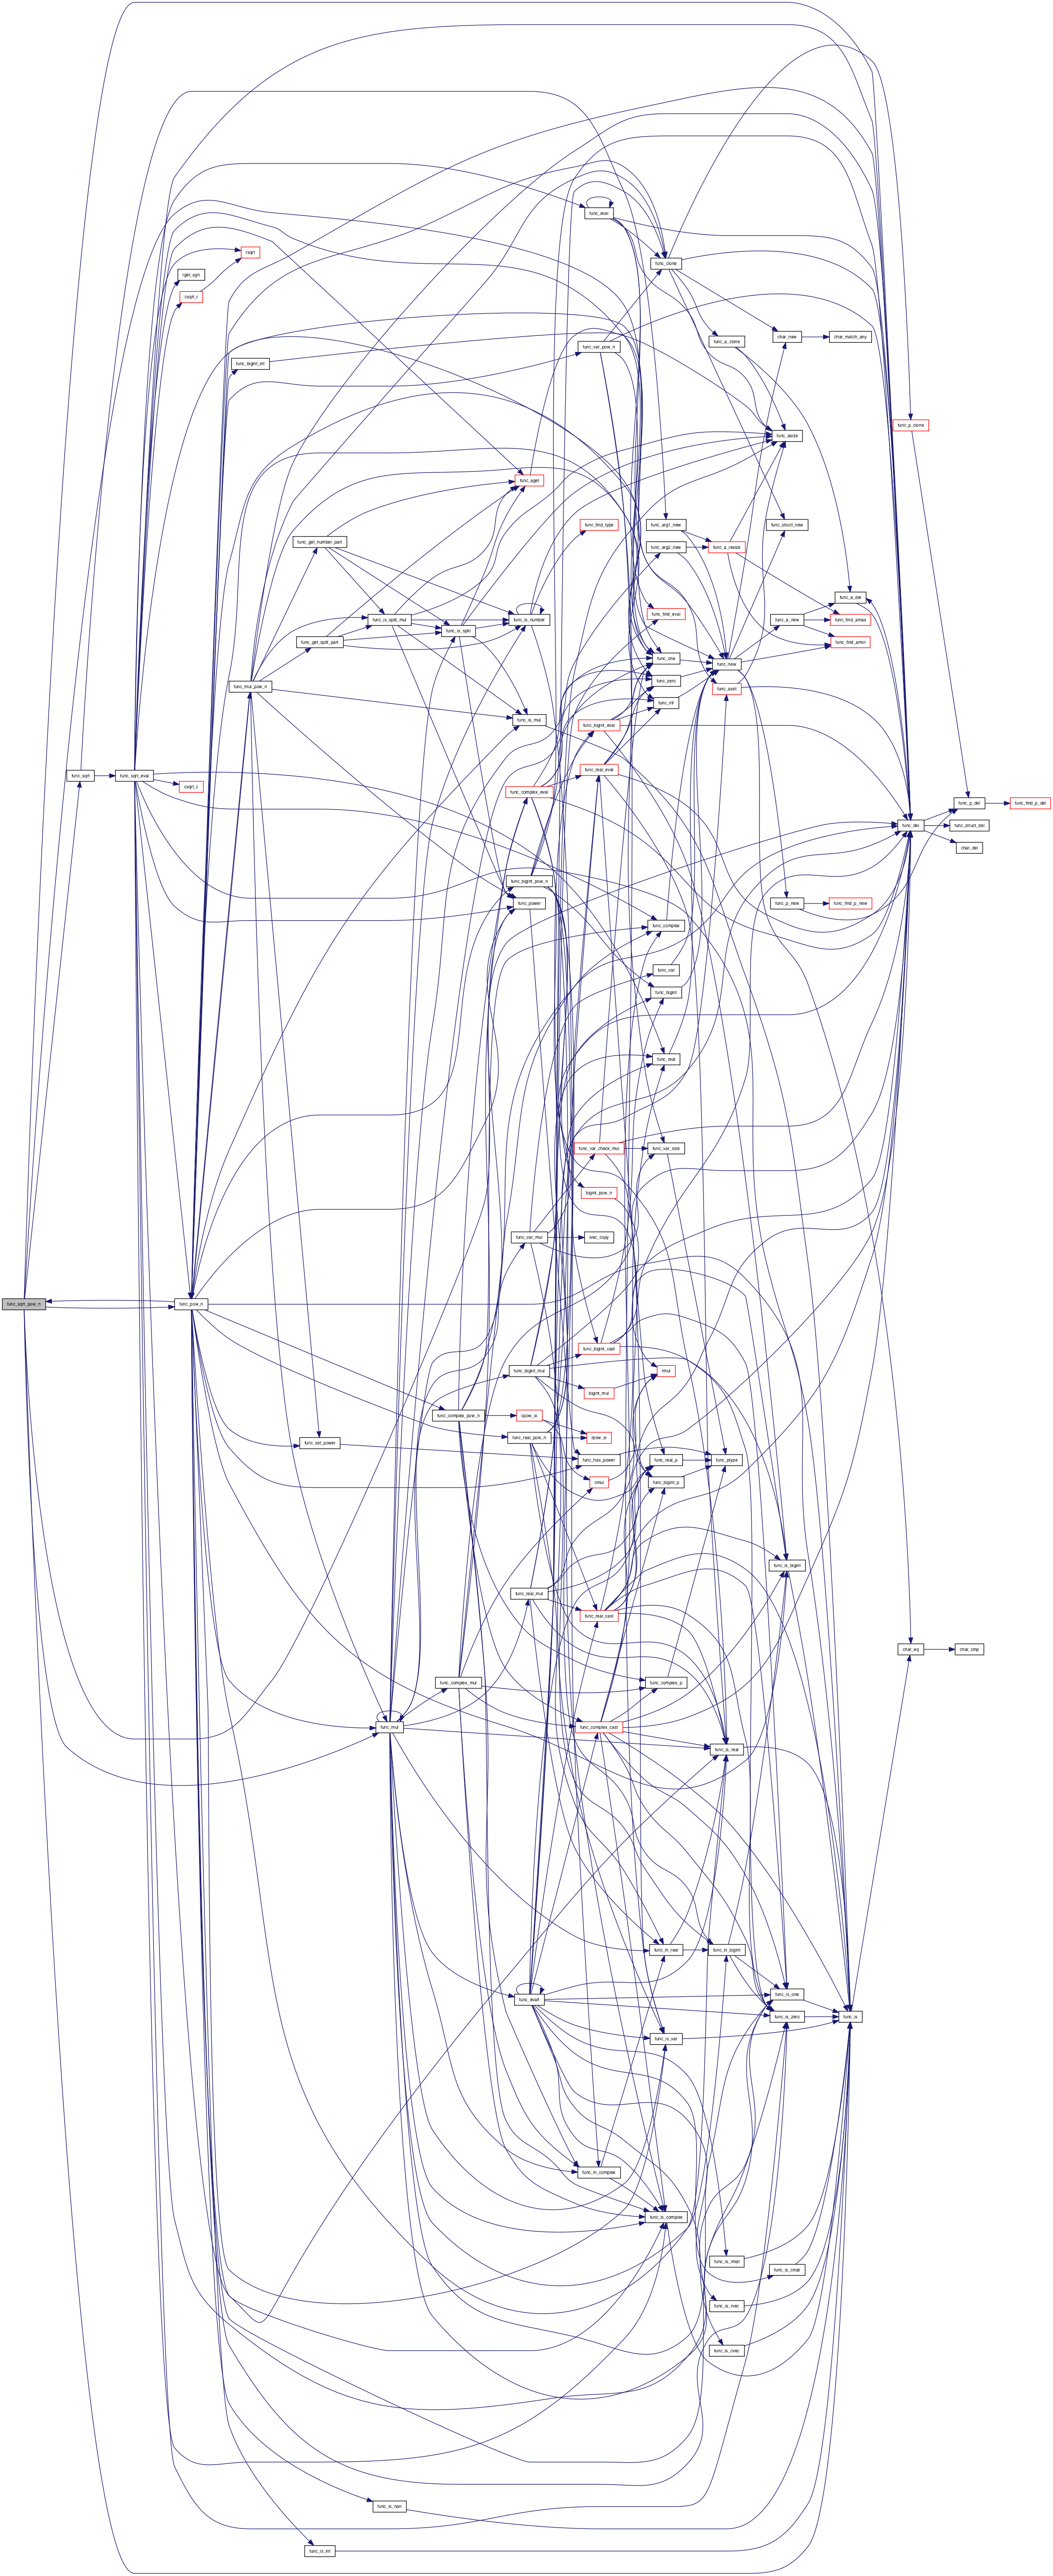 func_eval
func_clone
rsqrt
rget_sgn
csqrt_r
func_bigint_int
func_var_pow_n
func_a_clone
char_new
char_match_any
func_p_clone
func_asize
func_aget
func_find_type
func_arg1_new
func_struct_new
func_get_number_part
func_arg2_new
func_a_resize
func_a_del
func_is_split_mul
func_is_number
func_find_eval
func_a_new
func_find_amax
func_is_split
func_get_split_part
func_find_amin
func_one
func_new
func_mul_pow_n
func_zero
func_aset
func_int
func_is_mul
func_bigint_eval
func_real_eval
func_sqrt
func_sqrt_eval
csqrt_c
func_complex_eval
func_p_del
func_find_p_del
func_del
func_struct_del
char_del
func_bigint_pow_n
func_power
func_p_new
func_find_p_new
func_complex
func_var
func_bigint
func_real
func_var_check_mul
func_var_size
bigint_pow_n
func_var_mul
ivec_copy
func_sqrt_pow_n
func_pow_n
func_bigint_cast
func_bigint_mul
rmul
bigint_mul
func_complex_pow_n
cpow_si
func_real_pow_n
rpow_si
func_set_power
func_has_power
func_real_p
func_ptype
cmul
func_bigint_p
func_is_bigint
func_real_mul
func_real_cast
char_eq
char_cmp
func_complex_mul
func_complex_p
func_mul
func_complex_cast
func_is_real
func_in_real
func_in_bigint
func_evalf
func_is_one
func_is_zero
func_is
func_is_var
func_in_complex
func_is_complex
func_is_rmat
func_is_cmat
func_is_rvec
func_is_cvec
func_is_nan
func_is_inf